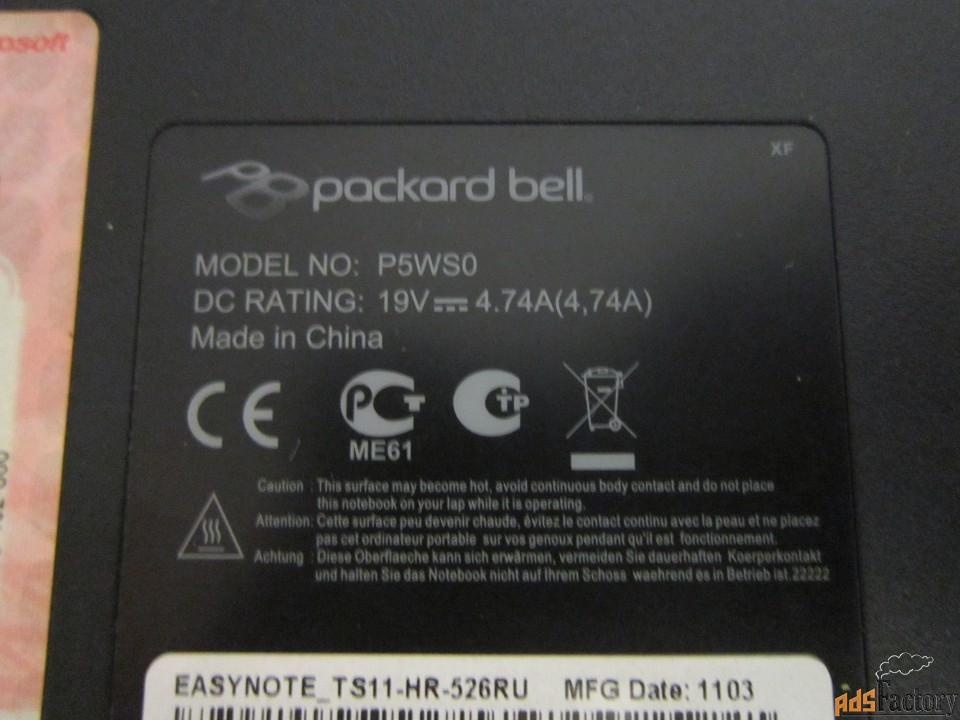 osoft
XF
packard bell.
MODEL NO: P5WS0
DC RATING: 19V 4.74A(4,74A)
Made in China
CE PCT CTP
ME61
Caution : This surface may become hot, avoid continuous body contact and do not place
this notebook on your lap while it is operating.
Attention: Cette surface peu devenir chaude, évitez le contact continu avec la peau et ne placez
pas cet ordinateur portable sur vos genoux pendant qu'il est fonctionnement.
Achtung : Diese Oberflaeche kann sich erwärmen, vermeiden Sie dauerhaften Koerperkontakt
und halten Sie das Notebook nicht auf Ihrem Schoss waehrend es in Betrieb ist.22222
EASYNOTE_TS11-HR-526RU MFG Date: 1103
AdsFactory